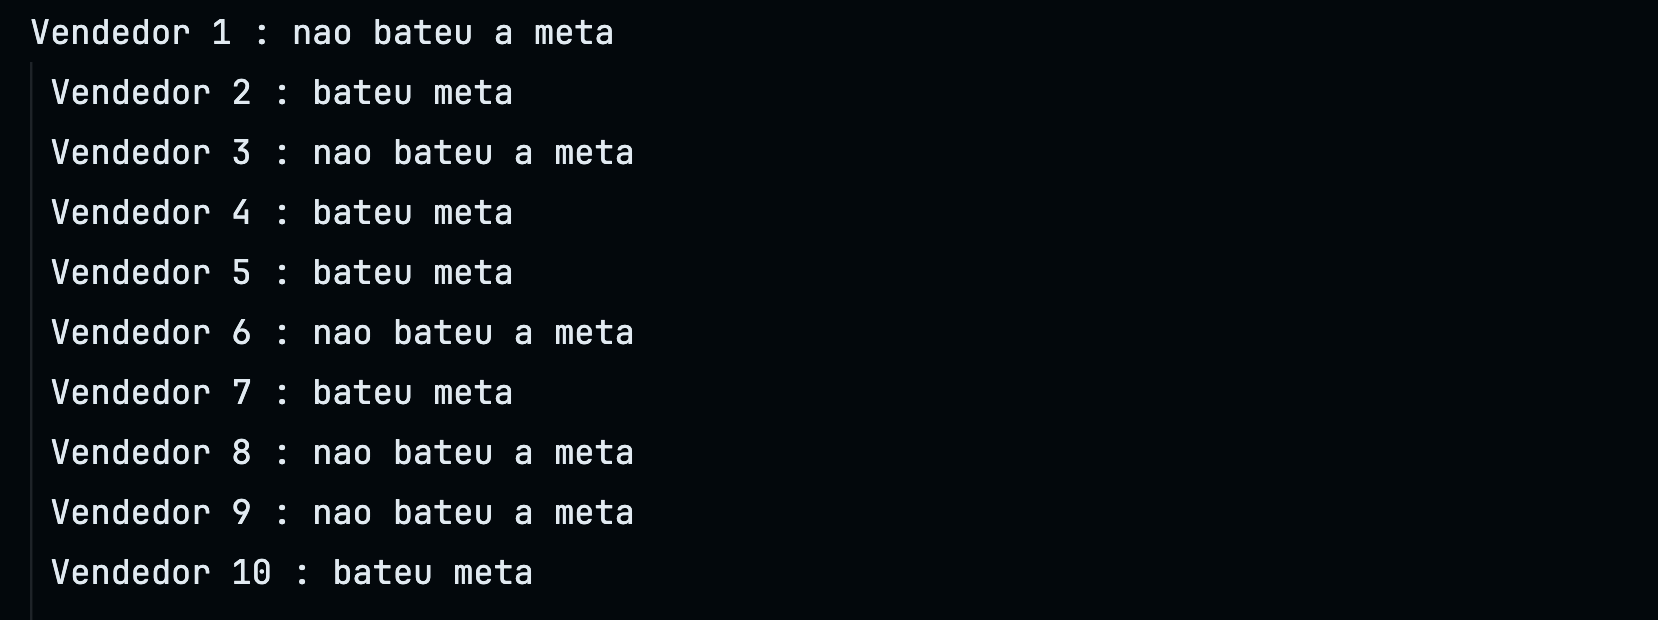 Vendedor 1 : nao bateu a meta
Vendedor 2 : bateu meta
Vendedor 3 : nao bateu a meta
Vendedor 4 : bateu meta
Vendedor 5 : bateu meta
Vendedor 6 : nao bateu a meta
Vendedor 7 : bateu meta
Vendedor 8 : nao bateu a meta
Vendedor 9 : nao bateu a meta
Vendedor 10 : bateu meta